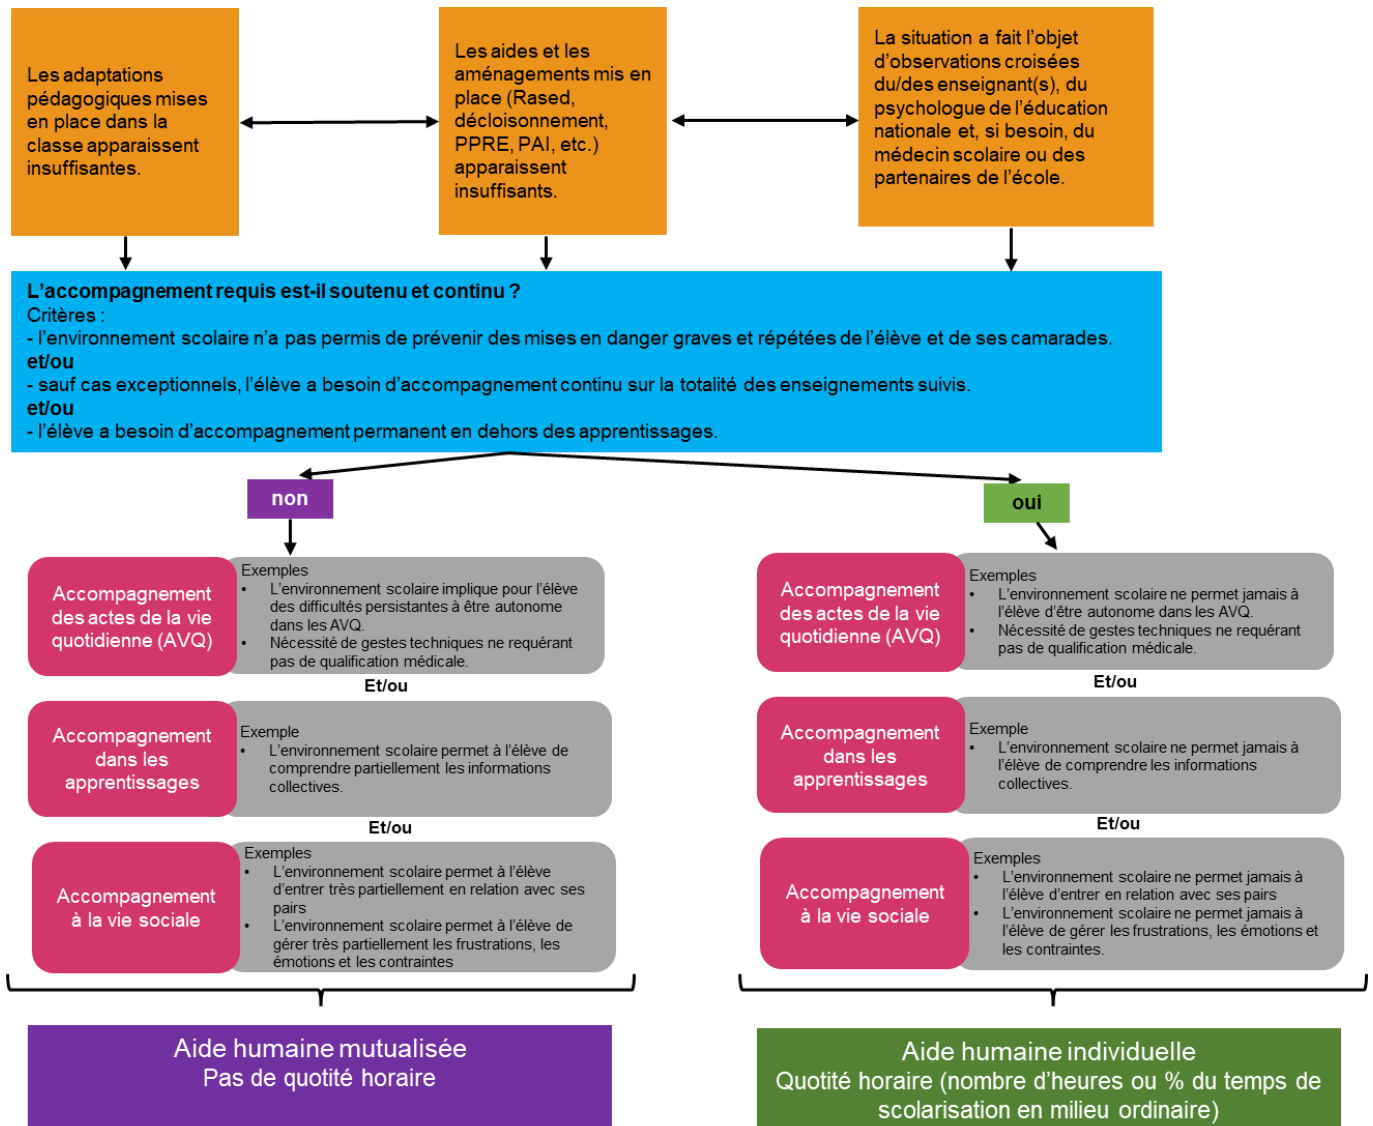 Les adaptations
pédagogiques mises
en place dans la
classe apparaissent
insuffisantes.
Les aides et les
aménagements mis en
place (Rased,
décloisonnement,
PPRE, PAI, etc.)
apparaissent
insuffisants.
La situation a fait l’objet
d’observations croisées
du/des enseignant(s), du
psychologue de l’éducation
nationale et, si besoin, du
médecin scolaire ou des
partenaires de l’école.
L’accompagnement requis est-il soutenu et continu ?
Critères :
- l’environnement scolaire n’a pas permis de prévenir des mises en danger graves et répétées de l’élève et de ses camarades.
et/ou
- sauf cas exceptionnels, l’élève a besoin d’accompagnement continu sur la totalité des enseignements suivis.
et/ou
- l’élève a besoin d’accompagnement permanent en dehors des apprentissages.
non
Accompagnement
des actes de la vie
quotidienne (AVQ)
Exemples
• L’environnement scolaire implique pour l’élève
des difficultés persistantes à être autonome
dans les AVQ.
• Nécessité de gestes techniques ne requérant
pas de qualification médicale.
Et/ou
Accompagnement
dans les
apprentissages
Exemple
• L’environnement scolaire permet à l’élève de
comprendre partiellement les informations
collectives.
Et/ou
Accompagnement
à la vie sociale
Exemples
• L’environnement scolaire permet à l’élève
d’entrer très partiellement en relation avec ses
pairs
• L’environnement scolaire permet à l’élève de
gérer très partiellement les frustrations, les
émotions et les contraintes
Aide humaine mutualisée
Pas de quotité horaire
oui
Accompagnement
des actes de la vie
quotidienne (AVQ)
Exemples
• L’environnement scolaire ne permet jamais à
l’élève d’être autonome dans les AVQ.
• Nécessité de gestes techniques ne requérant
pas de qualification médicale.
Et/ou
Accompagnement
dans les
apprentissages
Exemple
• L’environnement scolaire ne permet jamais à
l’élève de comprendre les informations
collectives.
Et/ou
Accompagnement
à la vie sociale
Exemples
• L’environnement scolaire ne permet jamais à
l’élève d’entrer en relation avec ses pairs
• L’environnement scolaire ne permet jamais à
l’élève de gérer les frustrations, les émotions et
les contraintes.
Aide humaine individuelle
Quotité horaire (nombre d’heures ou % du temps de
scolarisation en milieu ordinaire)